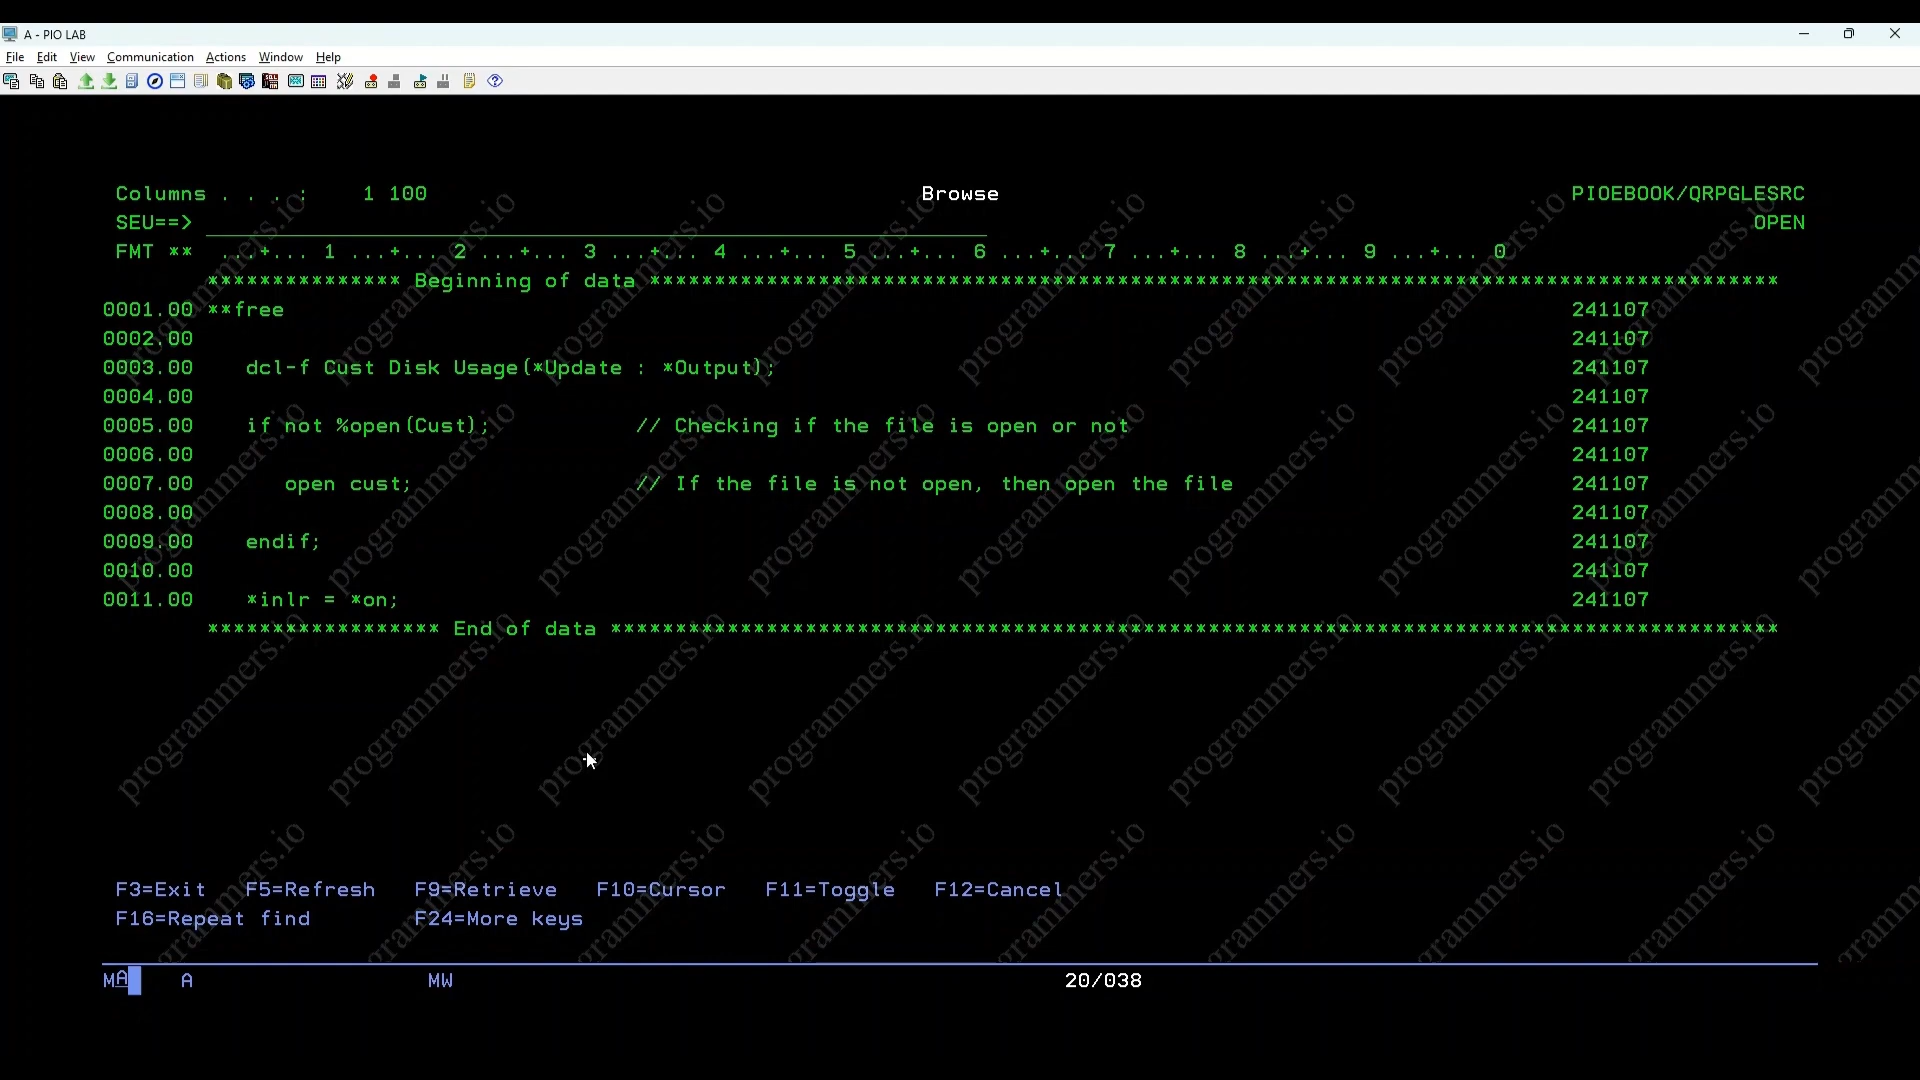 A - PIO LAB
File Edit View Communication Actions Window Help
Columns . . . : 1 100 Browse PIOEBOOK/QRPGLESRC
SEU==> OPEN
FMT ** ...+... 1 ...+... 2 ...+... 3 ...+... 4 ...+... 5 ...+... 6 ...+... 7 ...+... 8 ...+... 9 ...+... 0
*************** Beginning of data ***************************************************************************************
0001.00 **free 241107
0002.00 241107
0003.00 dcl-f Cust Disk Usage(*Update : *Output); 241107
0004.00 241107
0005.00 if not %open(Cust); // Checking if the file is open or not 241107
0006.00 241107
0007.00 open cust; // If the file is not open, then open the file 241107
0008.00 241107
0009.00 endif; 241107
0010.00 241107
0011.00 *inlr = *on; 241107
****************** End of data ******************************************************************************************
F3=Exit F5=Refresh F9=Retrieve F10=Cursor F11=Toggle F12=Cancel
F16=Repeat find F24=More keys
MA A MW 20/038
programmers.io